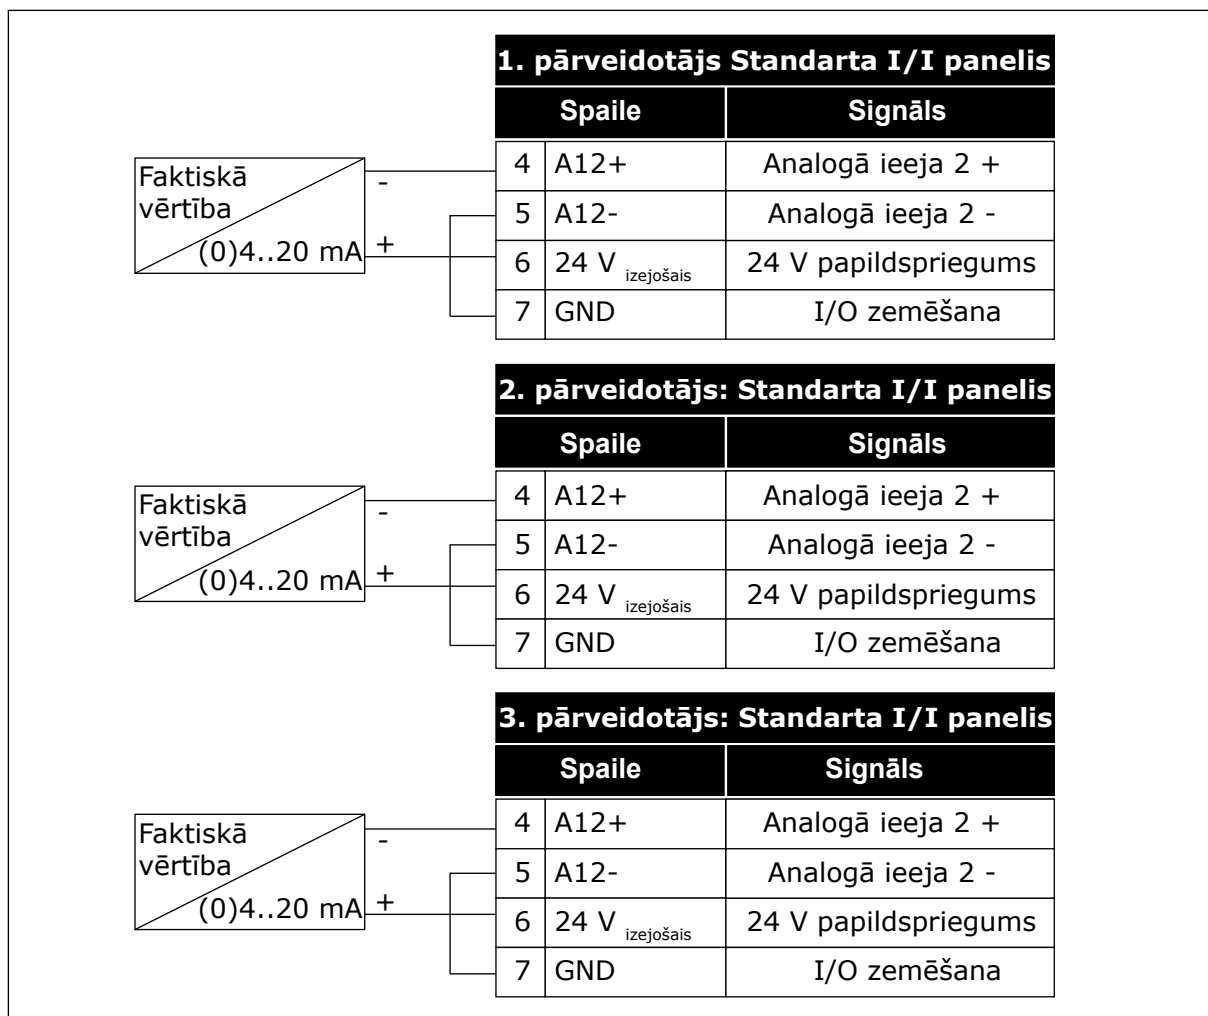 1. pārveidotājs Standarta I/I panelis
Spaile Signāls
Faktiskā
vērtība
(0)4..20 mA
-
+
4 A12+ Analogā ieeja 2 +
5 A12- Analogā ieeja 2 -
6 24 V izejošais 24 V papildspriegums
7 GND I/O zemēšana
2. pārveidotājs: Standarta I/I panelis
Spaile Signāls
Faktiskā
vērtība
(0)4..20 mA
-
+
4 A12+ Analogā ieeja 2 +
5 A12- Analogā ieeja 2 -
6 24 V izejošais 24 V papildspriegums
7 GND I/O zemēšana
3. pārveidotājs: Standarta I/I panelis
Spaile Signāls
Faktiskā
vērtība
(0)4..20 mA
-
+
4 A12+ Analogā ieeja 2 +
5 A12- Analogā ieeja 2 -
6 24 V izejošais 24 V papildspriegums
7 GND I/O zemēšana